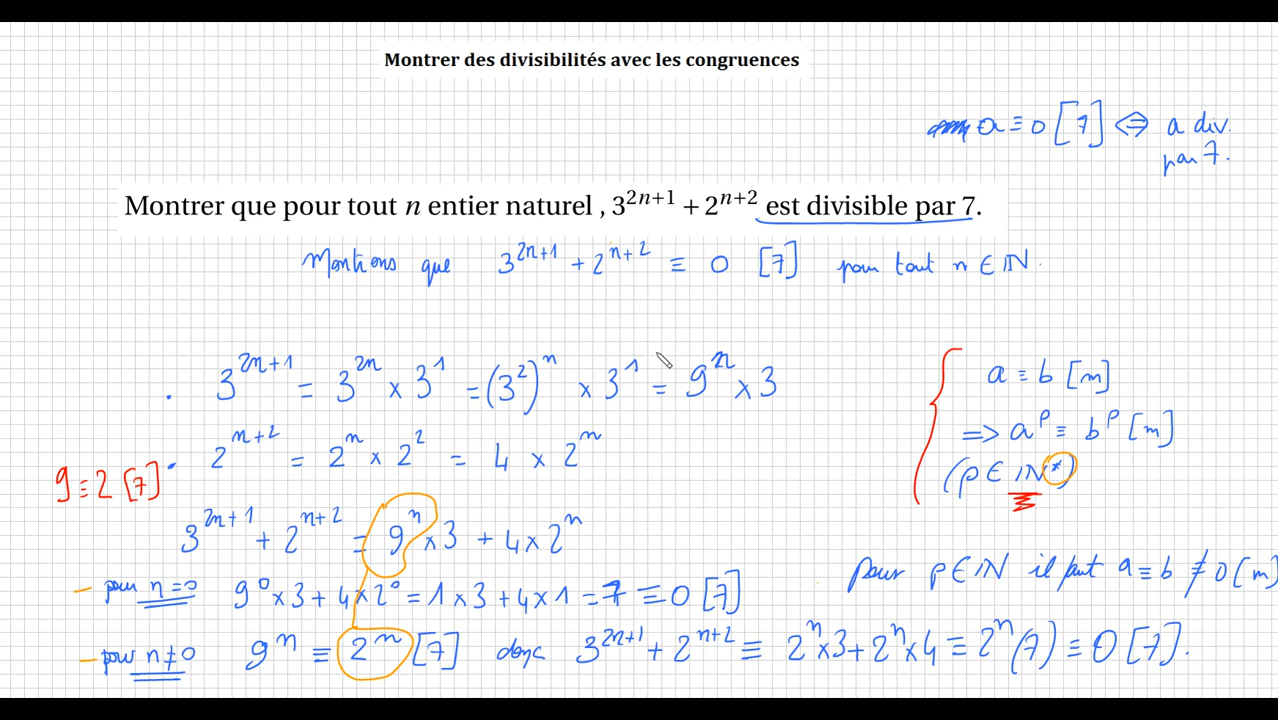 Montrer des divisibilités avec les congruences
a ≡ 0 [7] ⇔ a div.
par 7.
Montrer que pour tout n entier naturel , 3^{2n+1} + 2^{n+2} est divisible par 7.
Montrons que 3^{2n+1} + 2^{n+2} ≡ 0 [7] pour tout n ∈ ℕ.
. 3^{2n+1} = 3^{2n} × 3^1 = (3^2)^n × 3^1 = 9^n × 3
. 2^{n+2} = 2^n × 2^2 = 4 × 2^n
9 ≡ 2 [7]
3^{2n+1} + 2^{n+2} = 9^n × 3 + 4 × 2^n
– pour n = 0 9^0 × 3 + 4 × 2^0 = 1 × 3 + 4 × 1 = 7 ≡ 0 [7]
– pour n ≠ 0 9^n ≡ 2^n [7] donc 3^{2n+1} + 2^{n+2} ≡ 2^n × 3 + 2^n × 4 ≡ 2^n (7) ≡ 0 [7].
a ≡ b [m]
=> a^p ≡ b^p [m]
(p ∈ ℕ*)
pour p ∈ ℕ il faut a ≡ b ≢ 0 [m]